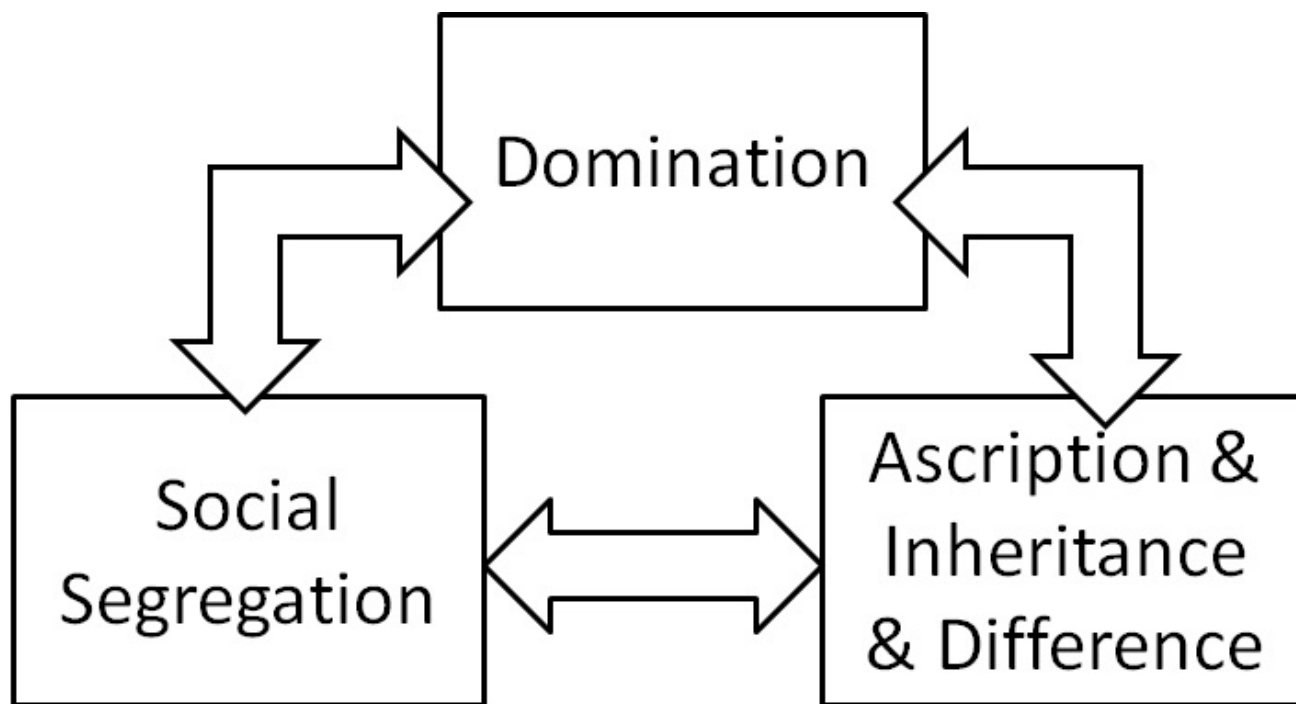 Domination
Social
Segregation
Ascription &
Inheritance
& Difference